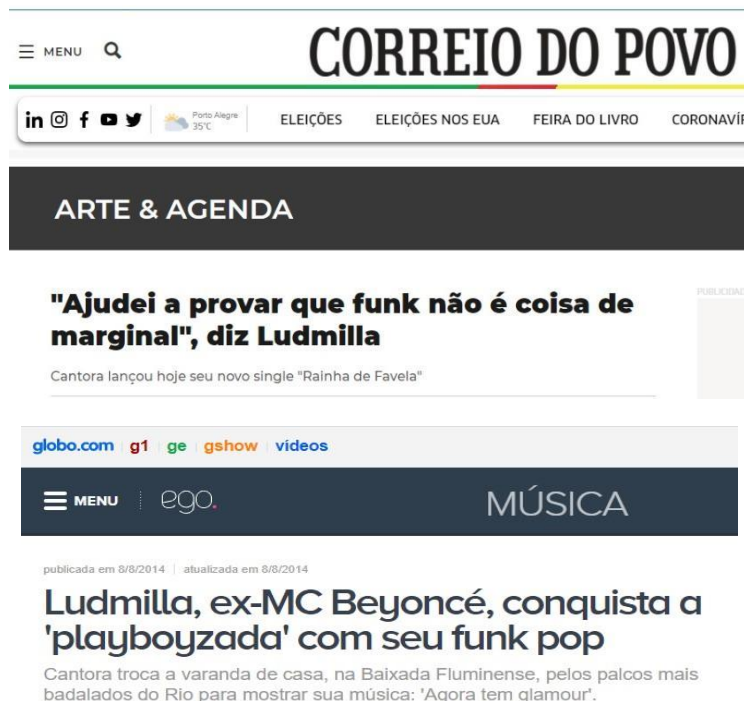 MENU
CORREIO DO POVO
Porto Alegre
35°C
ELEIÇÕES ELEIÇÕES NOS EUA FEIRA DO LIVRO CORONAVÍR
ARTE & AGENDA
PUBLICIDAD
"Ajudei a provar que funk não é coisa de
marginal", diz Ludmilla
Cantora lançou hoje seu novo single "Rainha de Favela"
globo.com g1 ge gshow vídeos
MENU ego. MÚSICA
publicada em 8/8/2014 atualizada em 8/8/2014
Ludmilla, ex-MC Beyoncé, conquista a
'playboyzada' com seu funk pop
Cantora troca a varanda de casa, na Baixada Fluminense, pelos palcos mais
badalados do Rio para mostrar sua música: 'Agora tem glamour'.